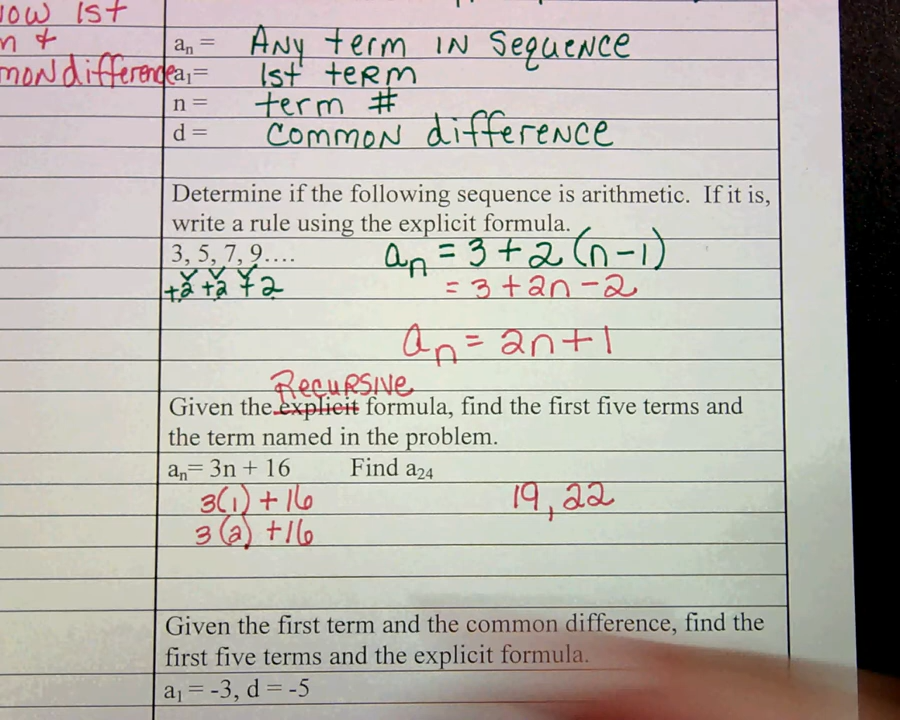 now 1st
n &
mon difference
an = Any term in sequence
a1= 1st term
n = term #
d = common difference
Determine if the following sequence is arithmetic. If it is,
write a rule using the explicit formula.
3, 5, 7, 9.... an = 3 + 2 (n-1)
+2 +2 +2 = 3 + 2n - 2
an = 2n + 1
Recursive
Given the explicit formula, find the first five terms and
the term named in the problem.
an= 3n + 16 Find a24
3(1) + 16 19, 22
3(2) + 16
Given the first term and the common difference, find the
first five terms and the explicit formula.
a1 = -3, d = -5